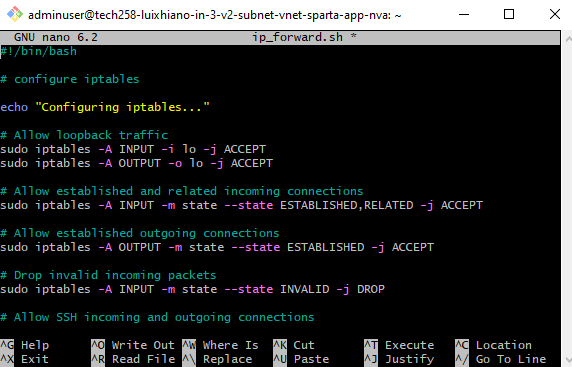 adminuser@tech258-luixhiano-in-3-v2-subnet-vnet-sparta-app-nva: ~
GNU nano 6.2 ip_forward.sh *
#!/bin/bash
# configure iptables
echo "Configuring iptables..."
# Allow loopback traffic
sudo iptables -A INPUT -i lo -j ACCEPT
sudo iptables -A OUTPUT -o lo -j ACCEPT
# Allow established and related incoming connections
sudo iptables -A INPUT -m state --state ESTABLISHED,RELATED -j ACCEPT
# Allow established outgoing connections
sudo iptables -A OUTPUT -m state --state ESTABLISHED -j ACCEPT
# Drop invalid incoming packets
sudo iptables -A INPUT -m state --state INVALID -j DROP
# Allow SSH incoming and outgoing connections
^G Help ^O Write Out ^W Where Is ^K Cut ^T Execute ^C Location
^X Exit ^R Read File ^\ Replace ^U Paste ^J Justify ^/ Go To Line